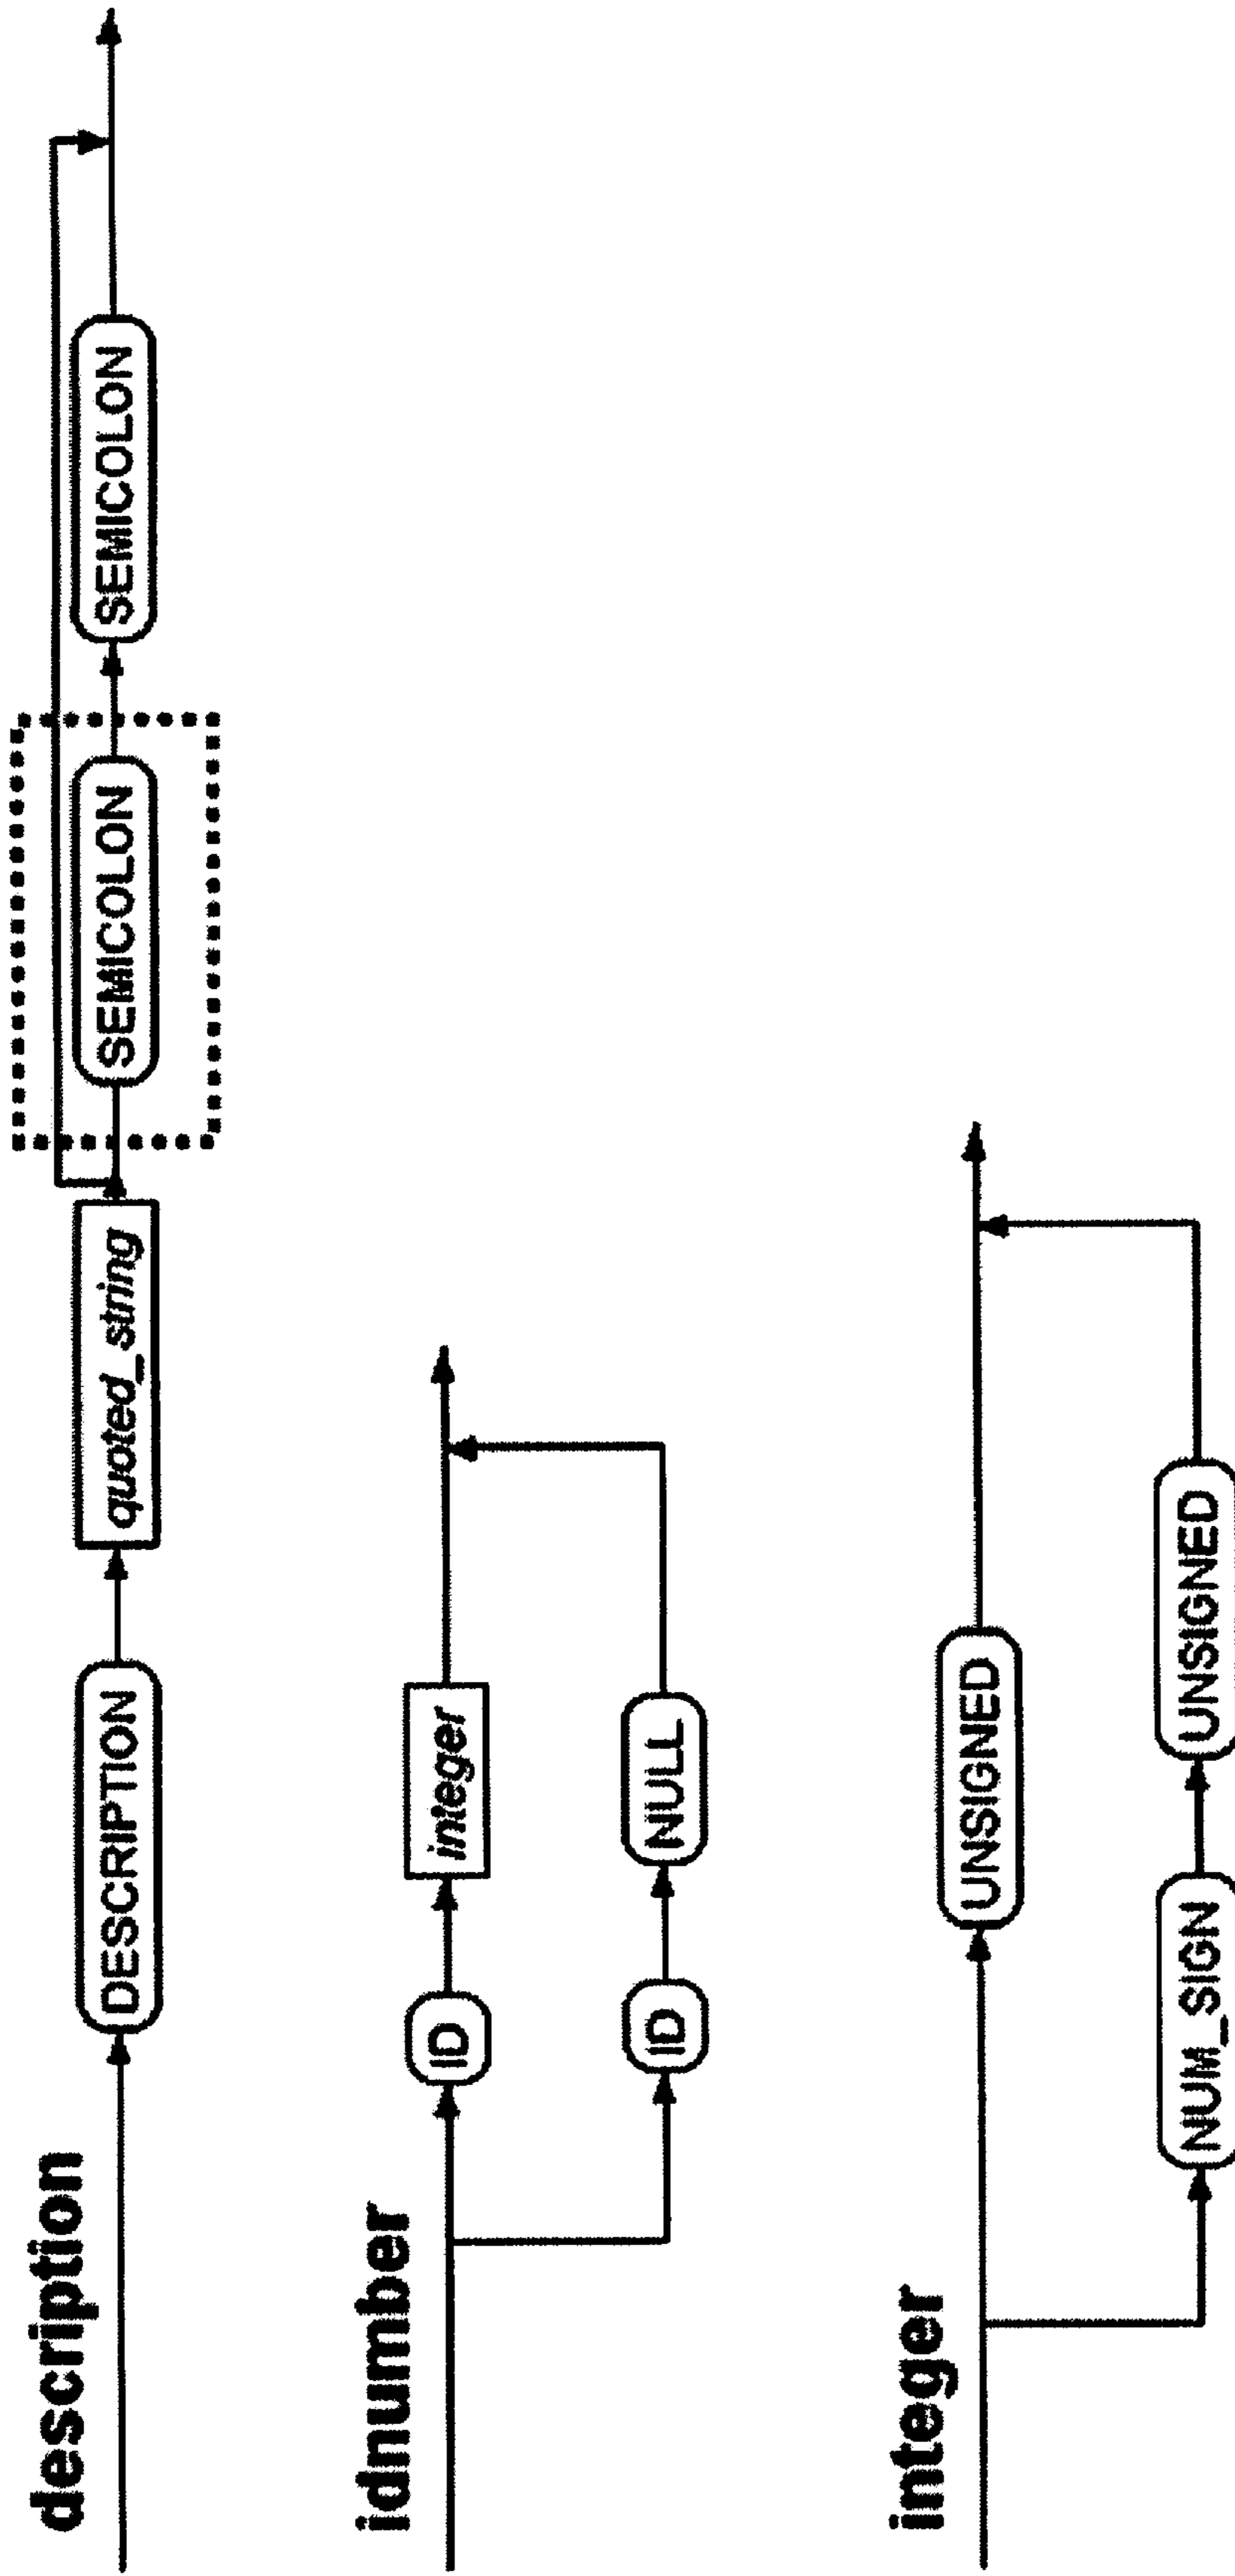 description
DESCRIPTION quoted_string SEMICOLON SEMICOLON
idnumber
ID integer
ID NULL
integer
UNSIGNED
NUM_SIGN UNSIGNED